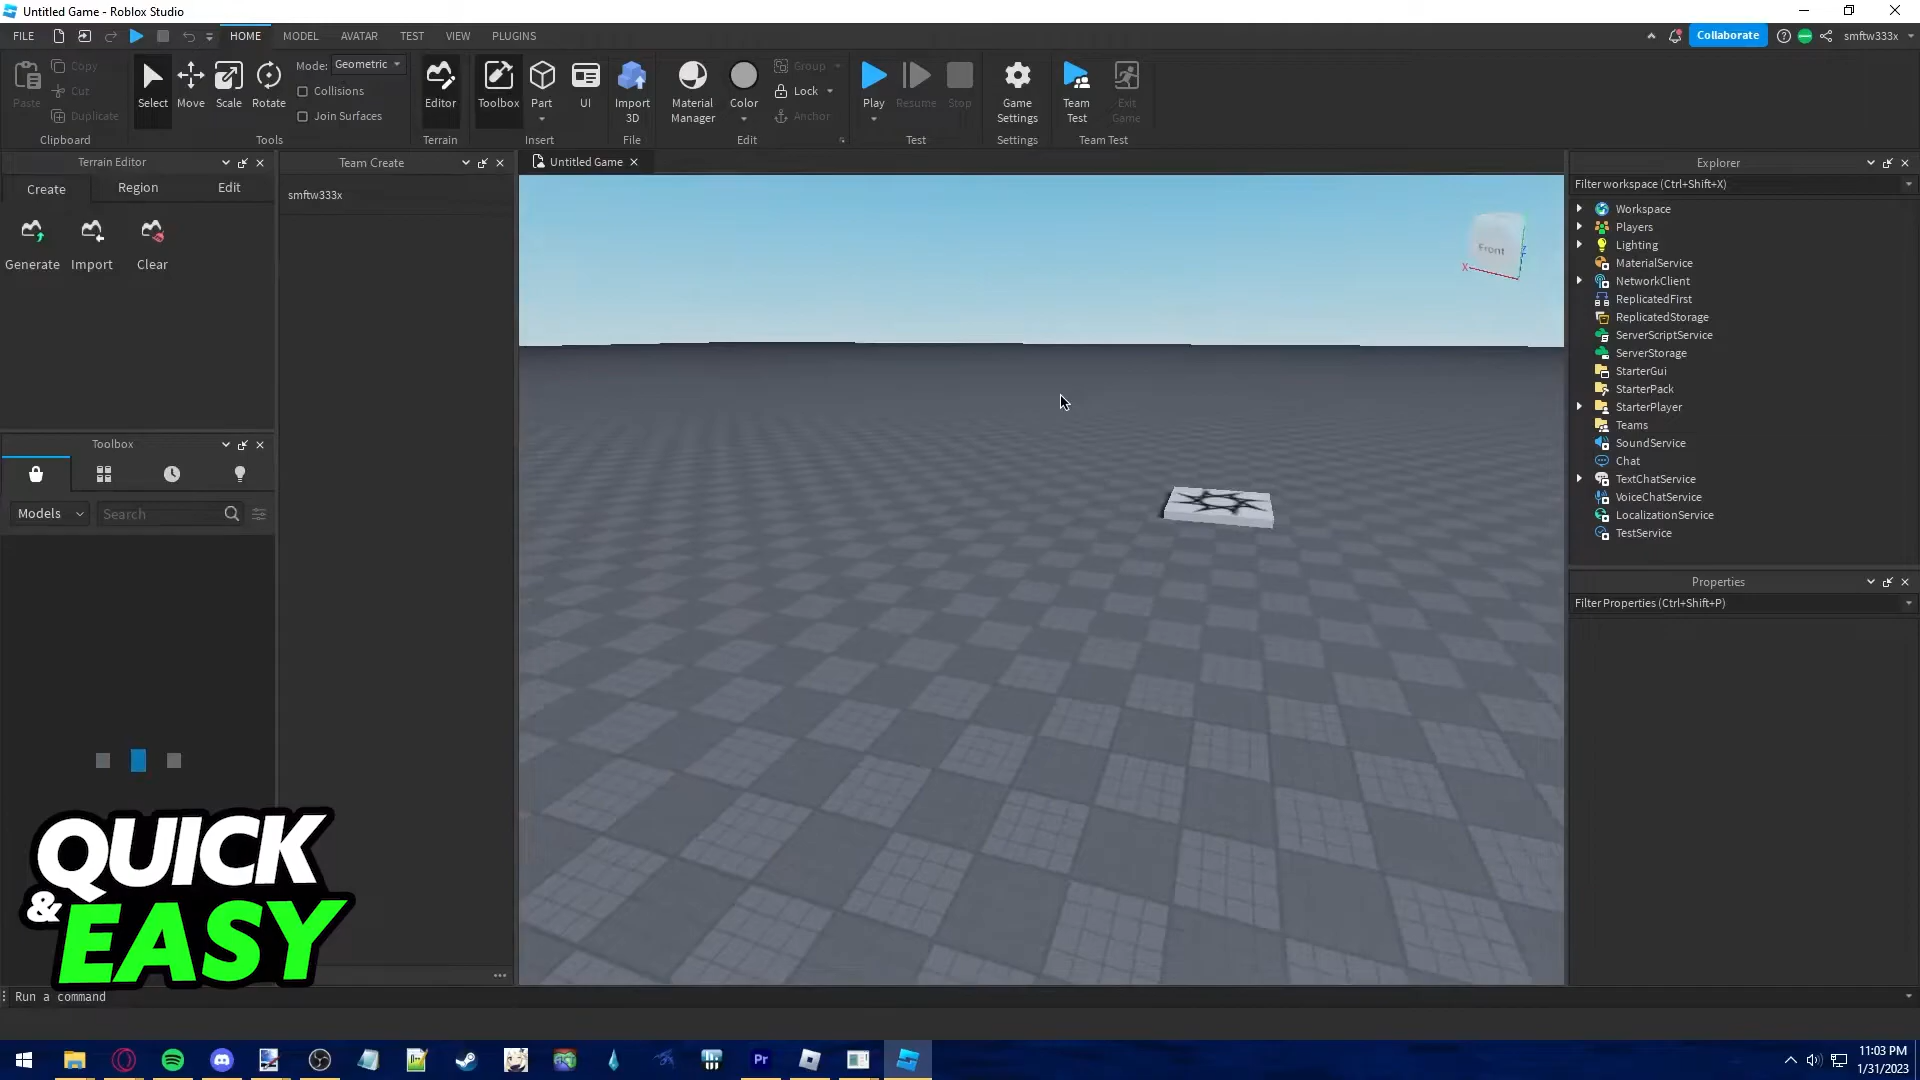 Untitled Game - Roblox Studio
FILE
HOME
MODEL
AVATAR
TEST
VIEW
PLUGINS
Collaborate
smftw333x
Paste
Copy
Cut
Duplicate
Clipboard
Select
Move
Scale
Rotate
Mode:
Geometric
Collisions
Join Surfaces
Tools
Editor
Terrain
Toolbox
Part
UI
Insert
Import
3D
File
Material
Manager
Color
Group
Lock
Anchor
Edit
Play
Resume
Stop
Test
Game
Settings
Settings
Team
Test
Exit
Game
Team Test
Terrain Editor
Create
Region
Edit
Generate
Import
Clear
Toolbox
Models
Search
Team Create
smftw333x
Untitled Game
Front
X
Explorer
Filter workspace (Ctrl+Shift+X)
Workspace
Players
Lighting
MaterialService
NetworkClient
ReplicatedFirst
ReplicatedStorage
ServerScriptService
ServerStorage
StarterGui
StarterPack
StarterPlayer
Teams
SoundService
Chat
TextChatService
VoiceChatService
LocalizationService
TestService
Properties
Filter Properties (Ctrl+Shift+P)
QUICK
& EASY
Run a command
Pr
11:03 PM
1/31/2023